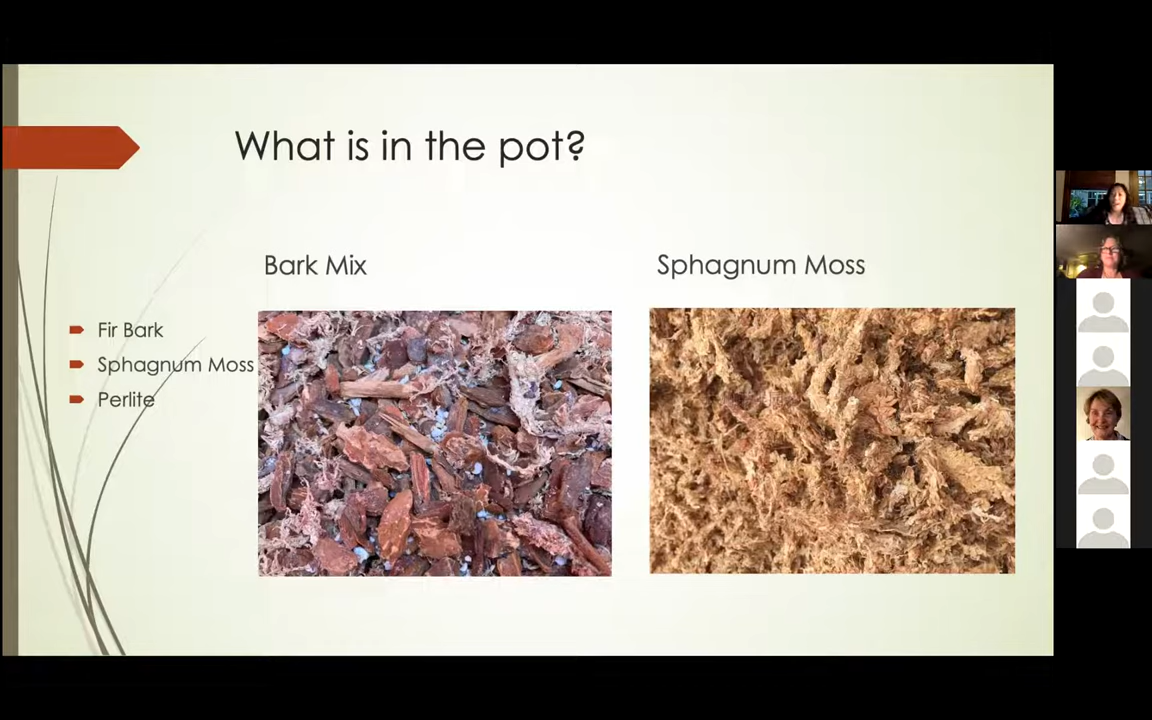 What is in the pot?
Bark Mix
Sphagnum Moss
Fir Bark
Sphagnum Moss
Perlite